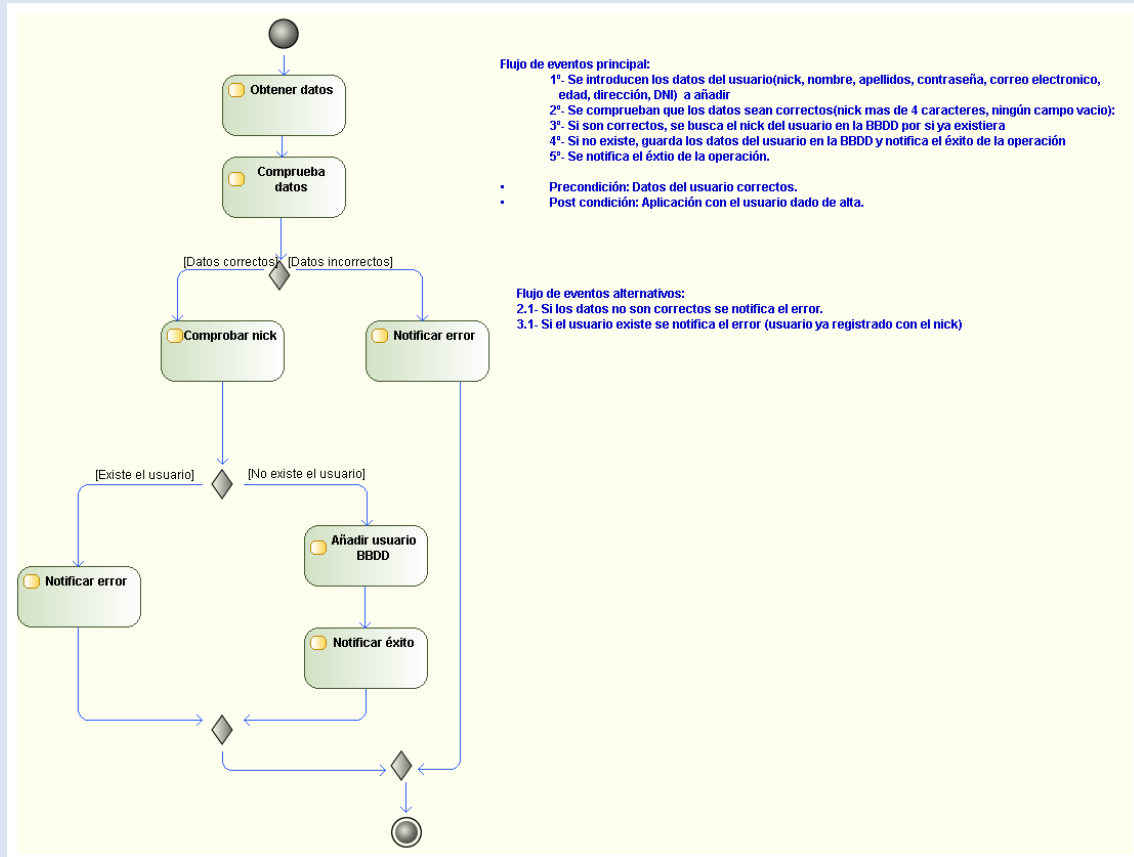 Flujo de eventos principal:
1º- Se introducen los datos del usuario(nick, nombre, apellidos, contraseña, correo electronico,
edad, dirección, DNI) a añadir
2º- Se comprueban que los datos sean correctos(nick mas de 4 caracteres, ningún campo vacio):
3º- Si son correctos, se busca el nick del usuario en la BBDD por si ya existiera
4º- Si no existe, guarda los datos del usuario en la BBDD y notifica el éxito de la operación
5º- Se notifica el éxtio de la operación.
• Precondición: Datos del usuario correctos.
• Post condición: Aplicación con el usuario dado de alta.
Flujo de eventos alternativos:
2.1- Si los datos no son correctos se notifica el error.
3.1- Si el usuario existe se notifica el error (usuario ya registrado con el nick)
Obtener datos
Comprueba
datos
[Datos correctos] [Datos incorrectos]
Comprobar nick
Notificar error
[Existe el usuario]
[No existe el usuario]
Añadir usuario
BBDD
Notificar error
Notificar éxito